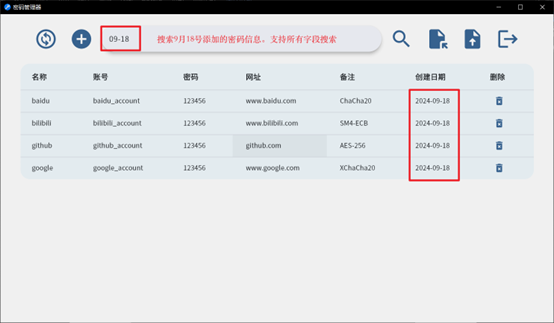 密码管理器
09-18 搜索9月18号添加的密码信息。支持所有字段搜索
名称 账号 密码 网址 备注 创建日期 删除
baidu baidu_account 123456 www.baidu.com ChaCha20 2024-09-18
bilibili bilibili_account 123456 www.bilibili.com SM4-ECB 2024-09-18
github github_account 123456 github.com AES-256 2024-09-18
google google_account 123456 www.google.com XChaCha20 2024-09-18